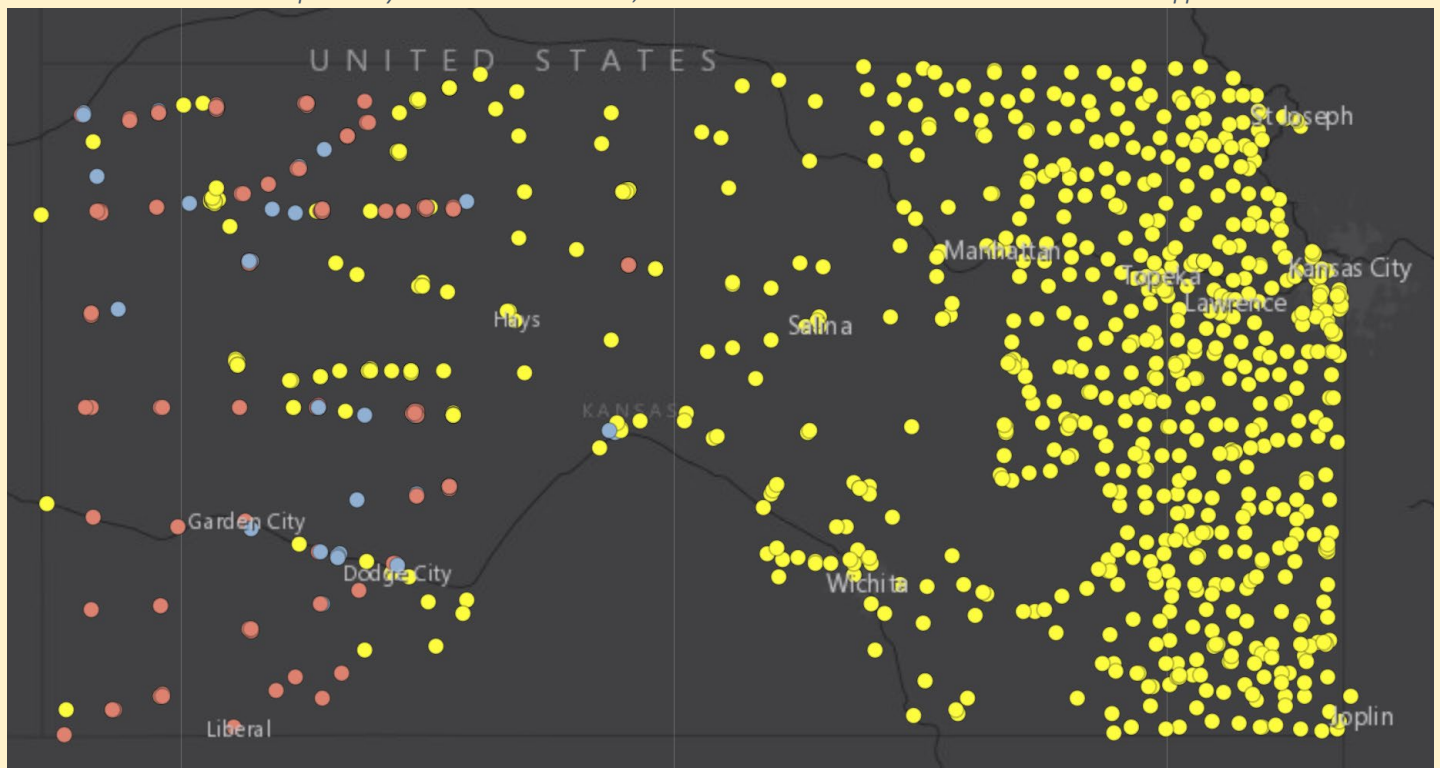 UNITED STATES
St Joseph
Manhattan
Kansas City
Topeka
Lawrence
Hays
Salina
KANSAS
Garden City
Dodge City
Wichita
Liberal
Joplin